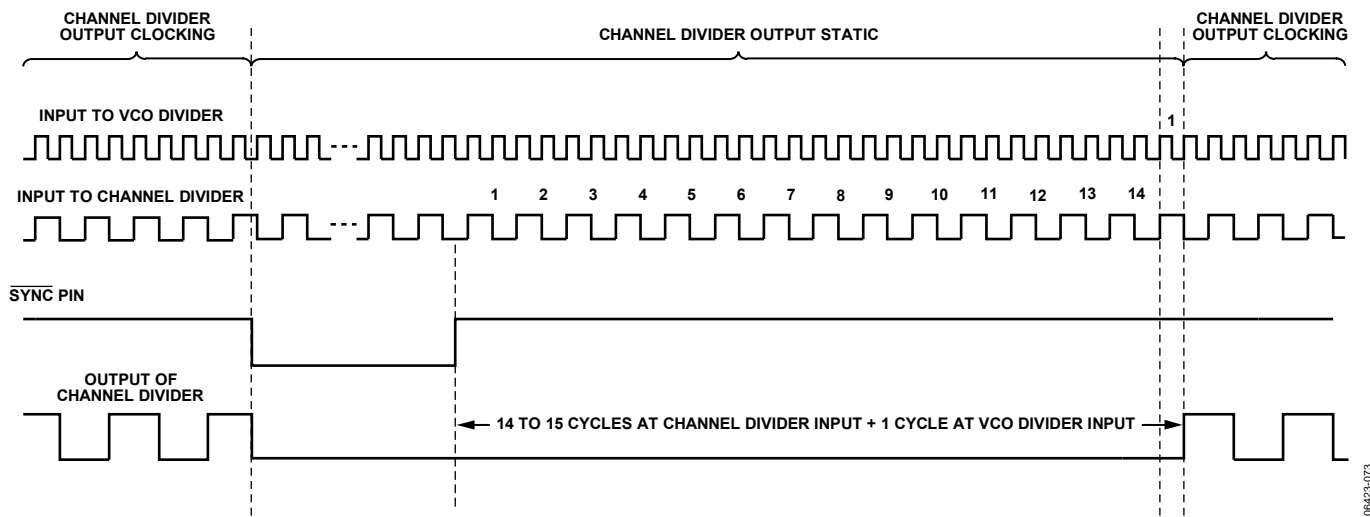 CHANNEL DIVIDER
OUTPUT CLOCKING
CHANNEL DIVIDER OUTPUT STATIC
CHANNEL DIVIDER
OUTPUT CLOCKING
INPUT TO VCO DIVIDER
1
INPUT TO CHANNEL DIVIDER
1 2 3 4 5 6 7 8 9 10 11 12 13 14
SYNC PIN
OUTPUT OF
CHANNEL DIVIDER
14 TO 15 CYCLES AT CHANNEL DIVIDER INPUT + 1 CYCLE AT VCO DIVIDER INPUT
06423-073